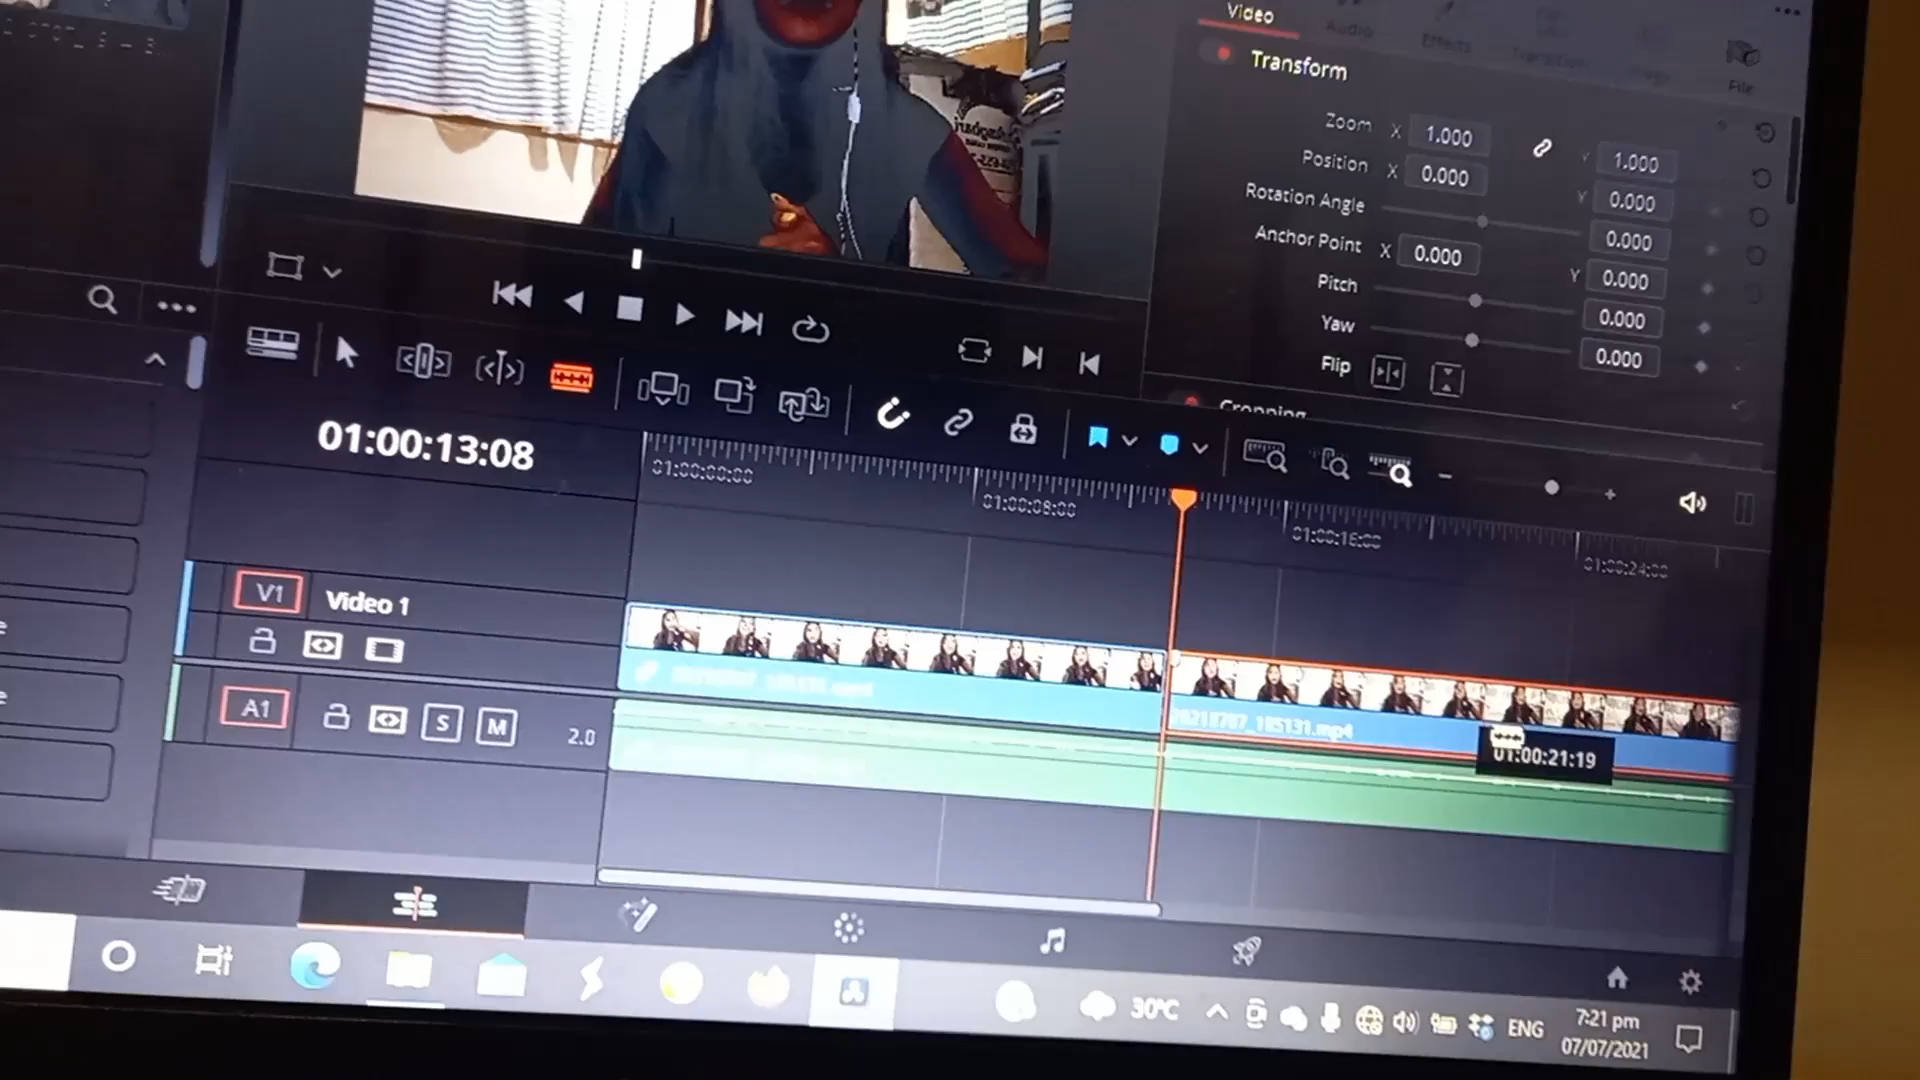 Video
Audio
Effects
Transition
File
Transform
Zoom X 1.000 Y 1.000
Position X 0.000 Y 0.000
Rotation Angle 0.000
Anchor Point X 0.000 Y 0.000
Pitch 0.000
Yaw 0.000
Flip
Cropping
01:00:13:08
01:00:00:00
01:00:08:00
01:00:16:00
01:00:24:00
V1 Video 1
A1 S M 2.0
20210707_185131.mp4
01:00:21:19
30°C
ENG
7:21 pm
07/07/2021